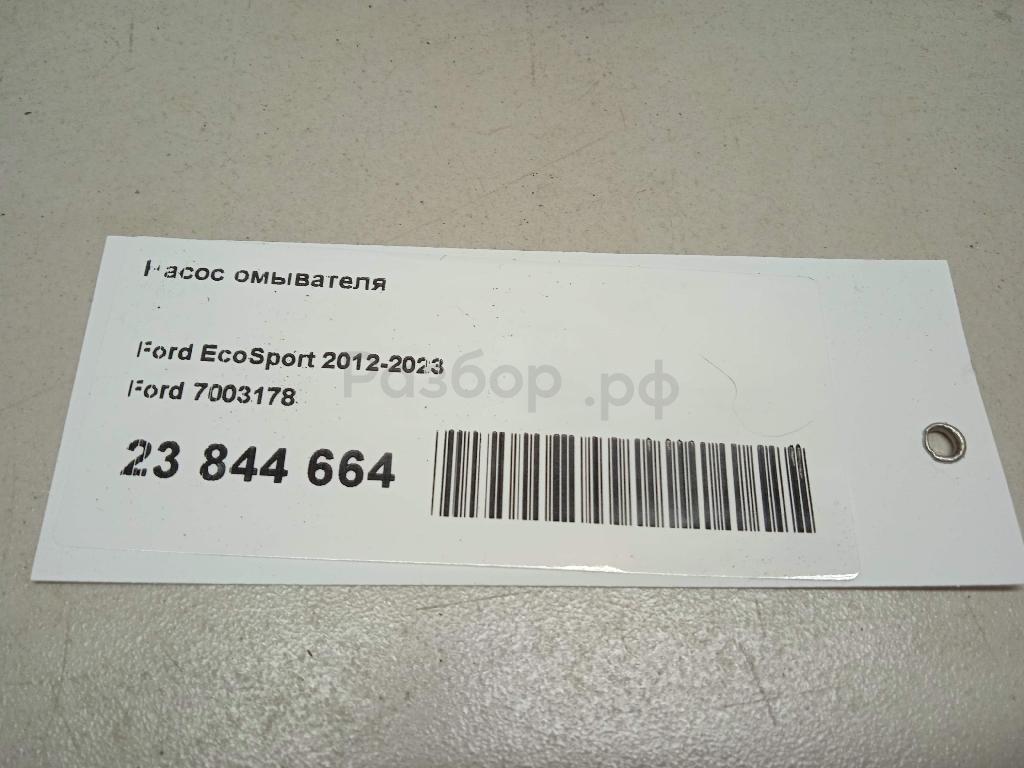 Насос омывателя
Ford EcoSport 2012-2023
Ford 7003178
23 844 664
Разбор.рф